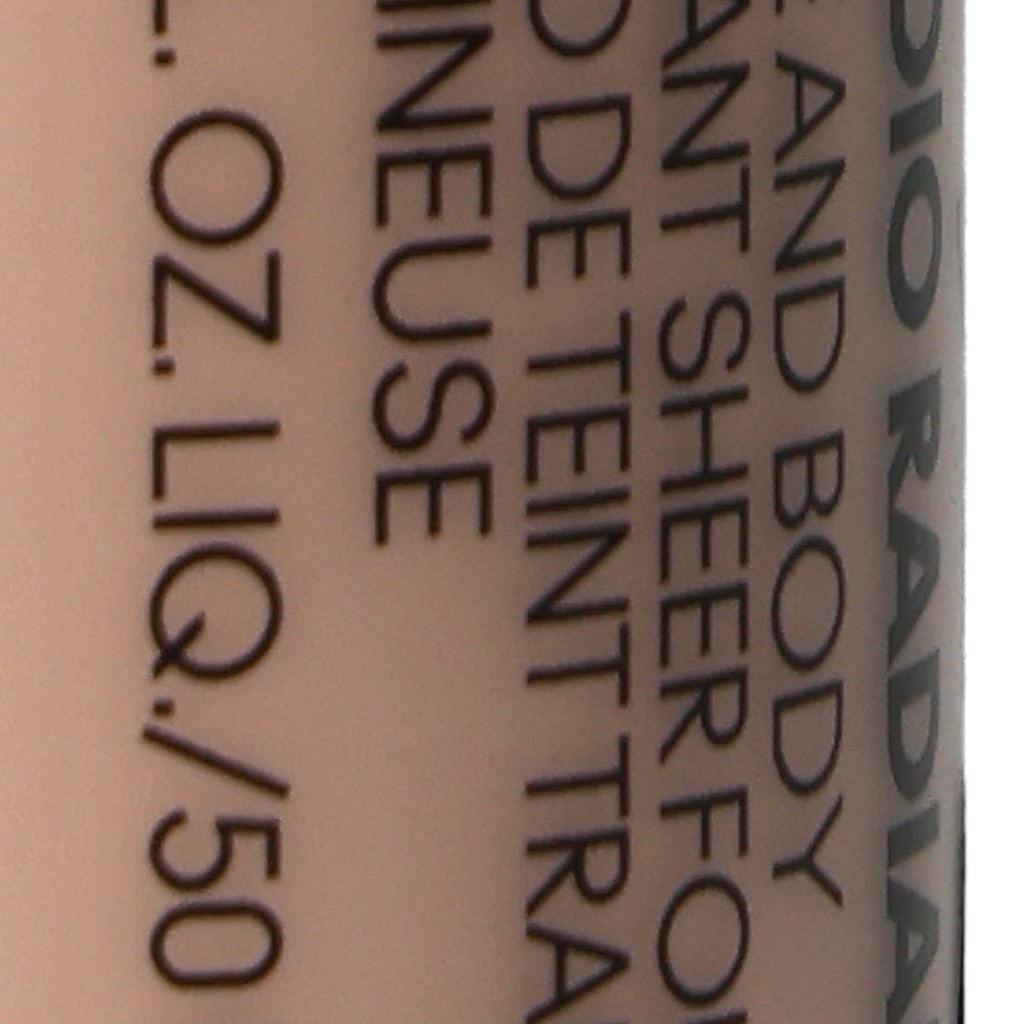 DIO RADIA
E AND BODY
ANT SHEER FO
D DE TEINT TRA
INEUSE
L. OZ. LIQ./50